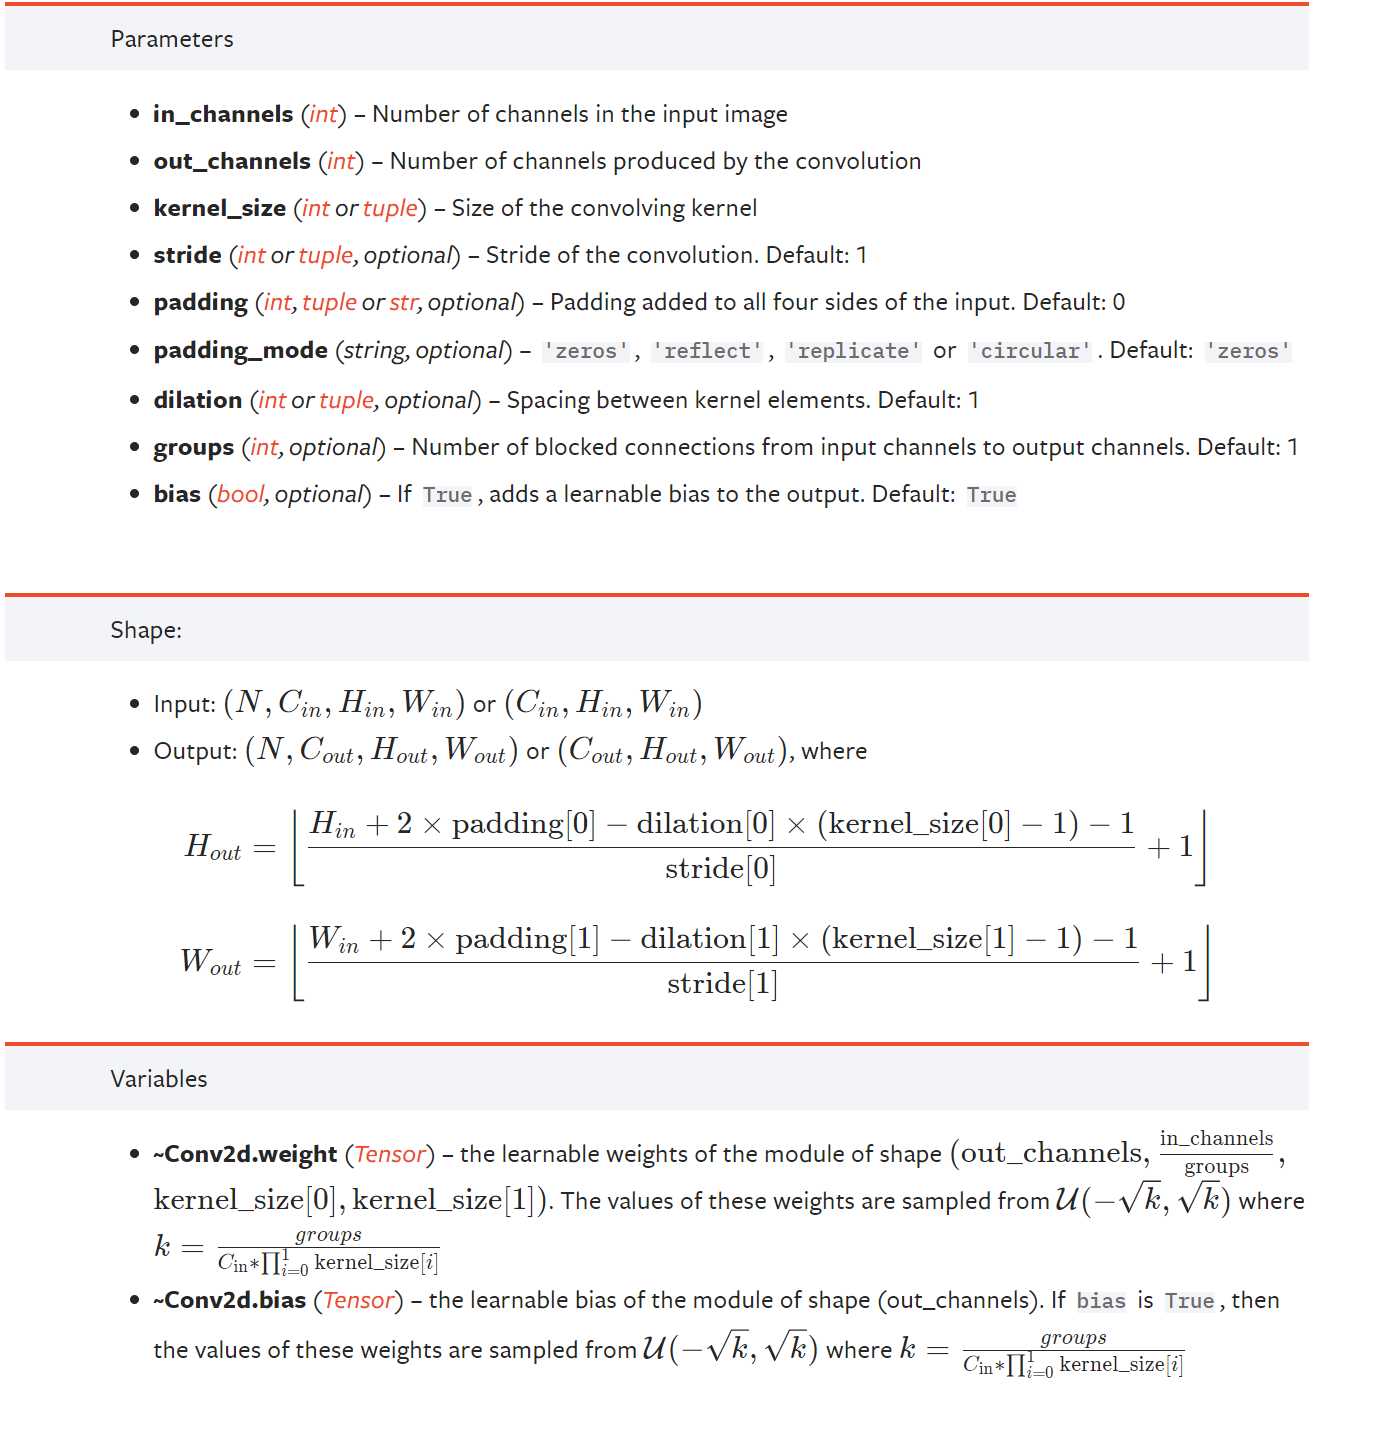 Parameters
• in_channels (int) – Number of channels in the input image
• out_channels (int) – Number of channels produced by the convolution
• kernel_size (int or tuple) – Size of the convolving kernel
• stride (int or tuple, optional) – Stride of the convolution. Default: 1
• padding (int, tuple or str, optional) – Padding added to all four sides of the input. Default: 0
• padding_mode (string, optional) – 'zeros', 'reflect', 'replicate' or 'circular'. Default: 'zeros'
• dilation (int or tuple, optional) – Spacing between kernel elements. Default: 1
• groups (int, optional) – Number of blocked connections from input channels to output channels. Default: 1
• bias (bool, optional) – If True, adds a learnable bias to the output. Default: True
Shape:
• Input: $(N, C_{in}, H_{in}, W_{in})$ or $(C_{in}, H_{in}, W_{in})$
• Output: $(N, C_{out}, H_{out}, W_{out})$ or $(C_{out}, H_{out}, W_{out})$, where
$H_{out} = \left\lfloor \frac{H_{in} + 2 \times \text{padding}[0] - \text{dilation}[0] \times (\text{kernel\_size}[0] - 1) - 1}{\text{stride}[0]} + 1 \right\rfloor$
$W_{out} = \left\lfloor \frac{W_{in} + 2 \times \text{padding}[1] - \text{dilation}[1] \times (\text{kernel\_size}[1] - 1) - 1}{\text{stride}[1]} + 1 \right\rfloor$
Variables
• ~Conv2d.weight (Tensor) – the learnable weights of the module of shape $(\text{out\_channels}, \frac{\text{in\_channels}}{\text{groups}},$
$\text{kernel\_size}[0], \text{kernel\_size}[1])$. The values of these weights are sampled from $\mathcal{U}(-\sqrt{k}, \sqrt{k})$ where
$k = \frac{groups}{C_{\text{in}} * \prod_{i=0}^{1} \text{kernel\_size}[i]}$
• ~Conv2d.bias (Tensor) – the learnable bias of the module of shape (out_channels). If bias is True, then
the values of these weights are sampled from $\mathcal{U}(-\sqrt{k}, \sqrt{k})$ where $k = \frac{groups}{C_{\text{in}} * \prod_{i=0}^{1} \text{kernel\_size}[i]}$